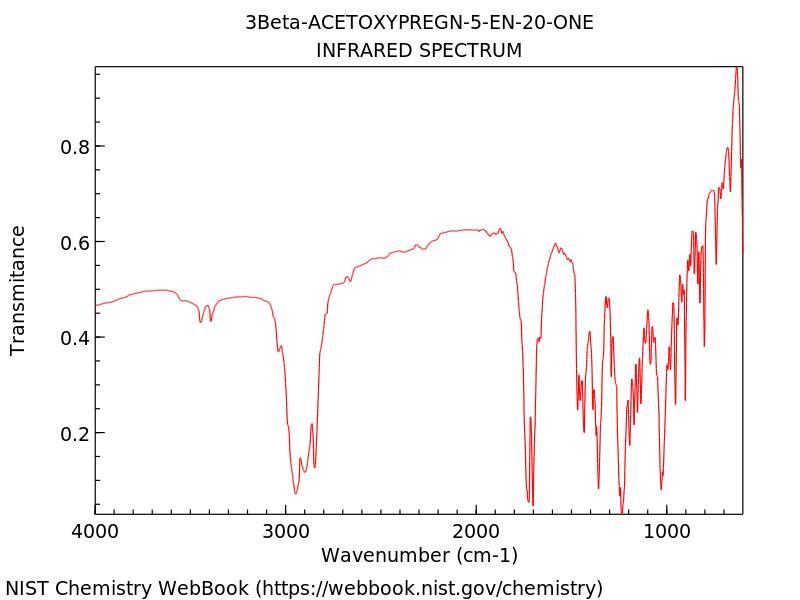 3Beta-ACETOXYPREGN-5-EN-20-ONE
INFRARED SPECTRUM
Transmitance
0.8
0.6
0.4
0.2
4000 3000 2000 1000
Wavenumber (cm-1)
NIST Chemistry WebBook (https://webbook.nist.gov/chemistry)